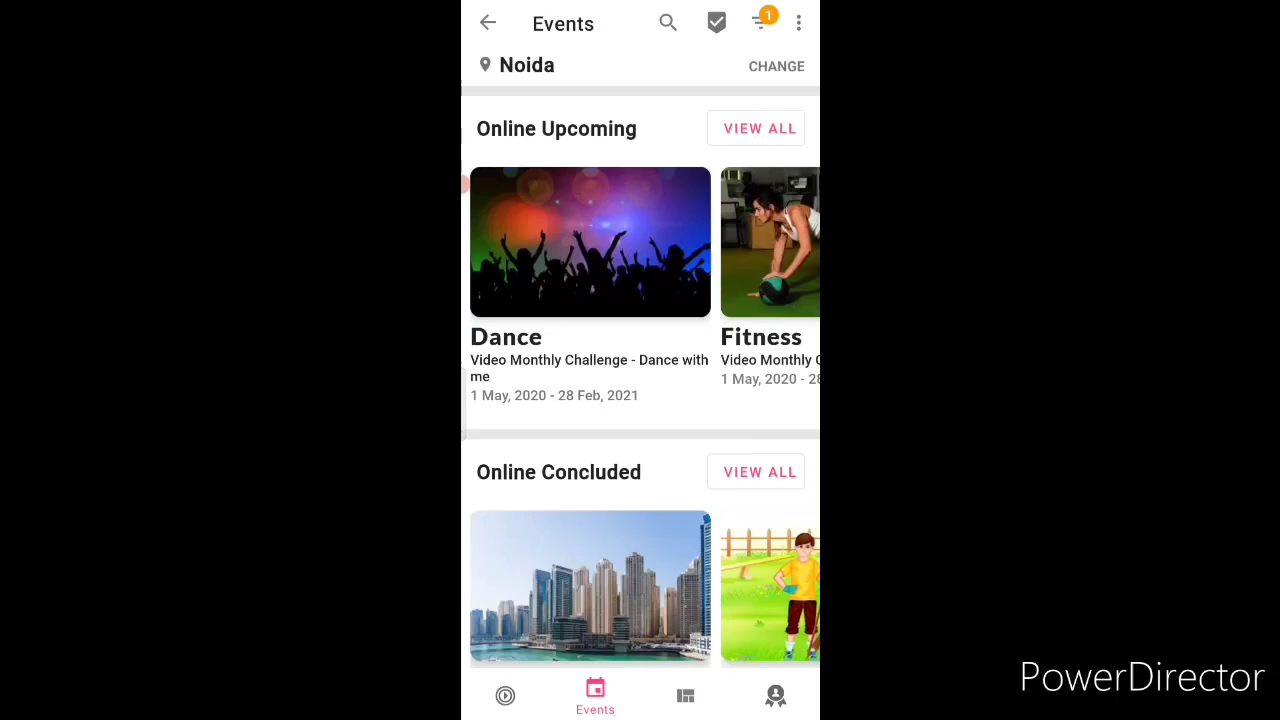 Events
1
Noida
CHANGE
Online Upcoming
VIEW ALL
Dance
Video Monthly Challenge - Dance with
me
1 May, 2020 - 28 Feb, 2021
Fitness
Video Monthly
1 May, 2020 - 28
Online Concluded
VIEW ALL
Events
PowerDirector